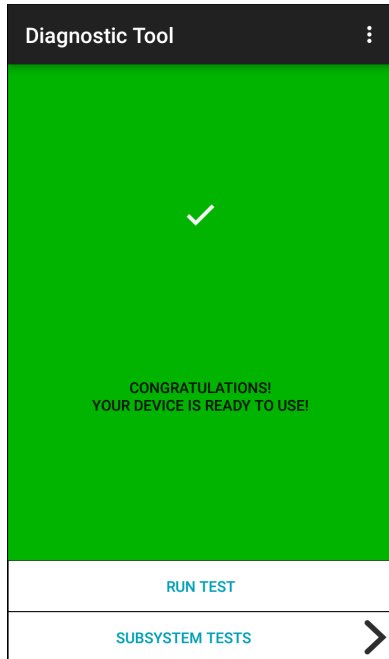 Diagnostic Tool
CONGRATULATIONS!
YOUR DEVICE IS READY TO USE!
RUN TEST
SUBSYSTEM TESTS